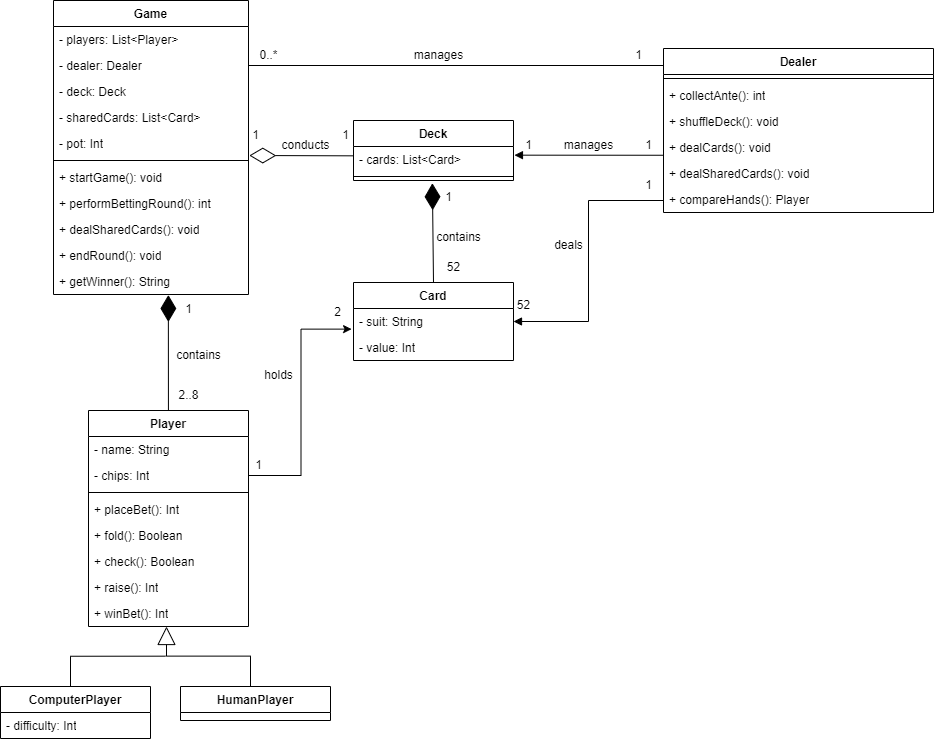 Game
- players: List<Player>
- dealer: Dealer
- deck: Deck
- sharedCards: List<Card>
- pot: Int
+ startGame(): void
+ performBettingRound(): int
+ dealSharedCards(): void
+ endRound(): void
+ getWinner(): String
0..*
manages
1
Dealer
+ collectAnte(): int
+ shuffleDeck(): void
+ dealCards(): void
+ dealSharedCards(): void
+ compareHands(): Player
1
conducts
1
Deck
- cards: List<Card>
1
manages
1
1
contains
52
1
deals
52
Card
- suit: String
- value: Int
1
contains
2..8
2
holds
1
Player
- name: String
- chips: Int
+ placeBet(): Int
+ fold(): Boolean
+ check(): Boolean
+ raise(): Int
+ winBet(): Int
ComputerPlayer
- difficulty: Int
HumanPlayer